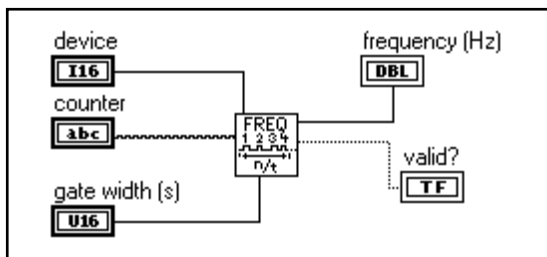 device
I16
counter
abc
gate width (s)
U16
FREQ
1 2 3 4
n/t
frequency (Hz)
DBL
valid?
TF